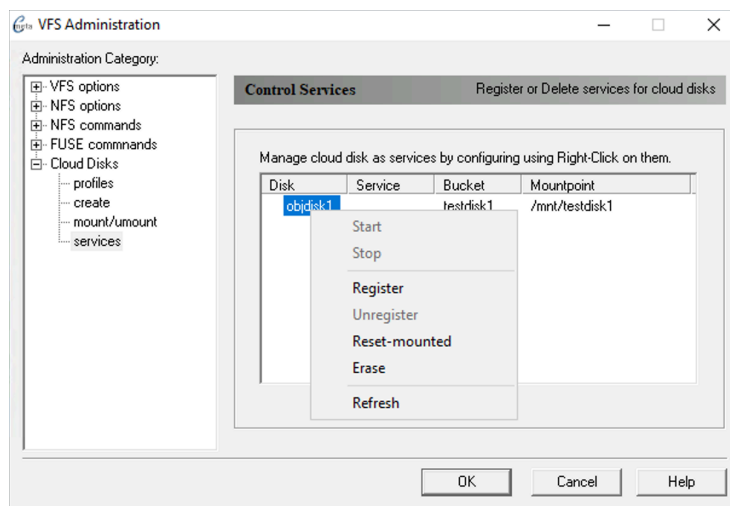 VFS Administration
Administration Category:
VFS options
NFS options
NFS commands
FUSE commnands
Cloud Disks
profiles
create
mount/umount
services
Control Services
Register or Delete services for cloud disks
Manage cloud disk as services by configuring using Right-Click on them.
Disk Service Bucket Mountpoint
objdisk1 testdisk1 /mnt/testdisk1
Start
Stop
Register
Unregister
Reset-mounted
Erase
Refresh
OK Cancel Help